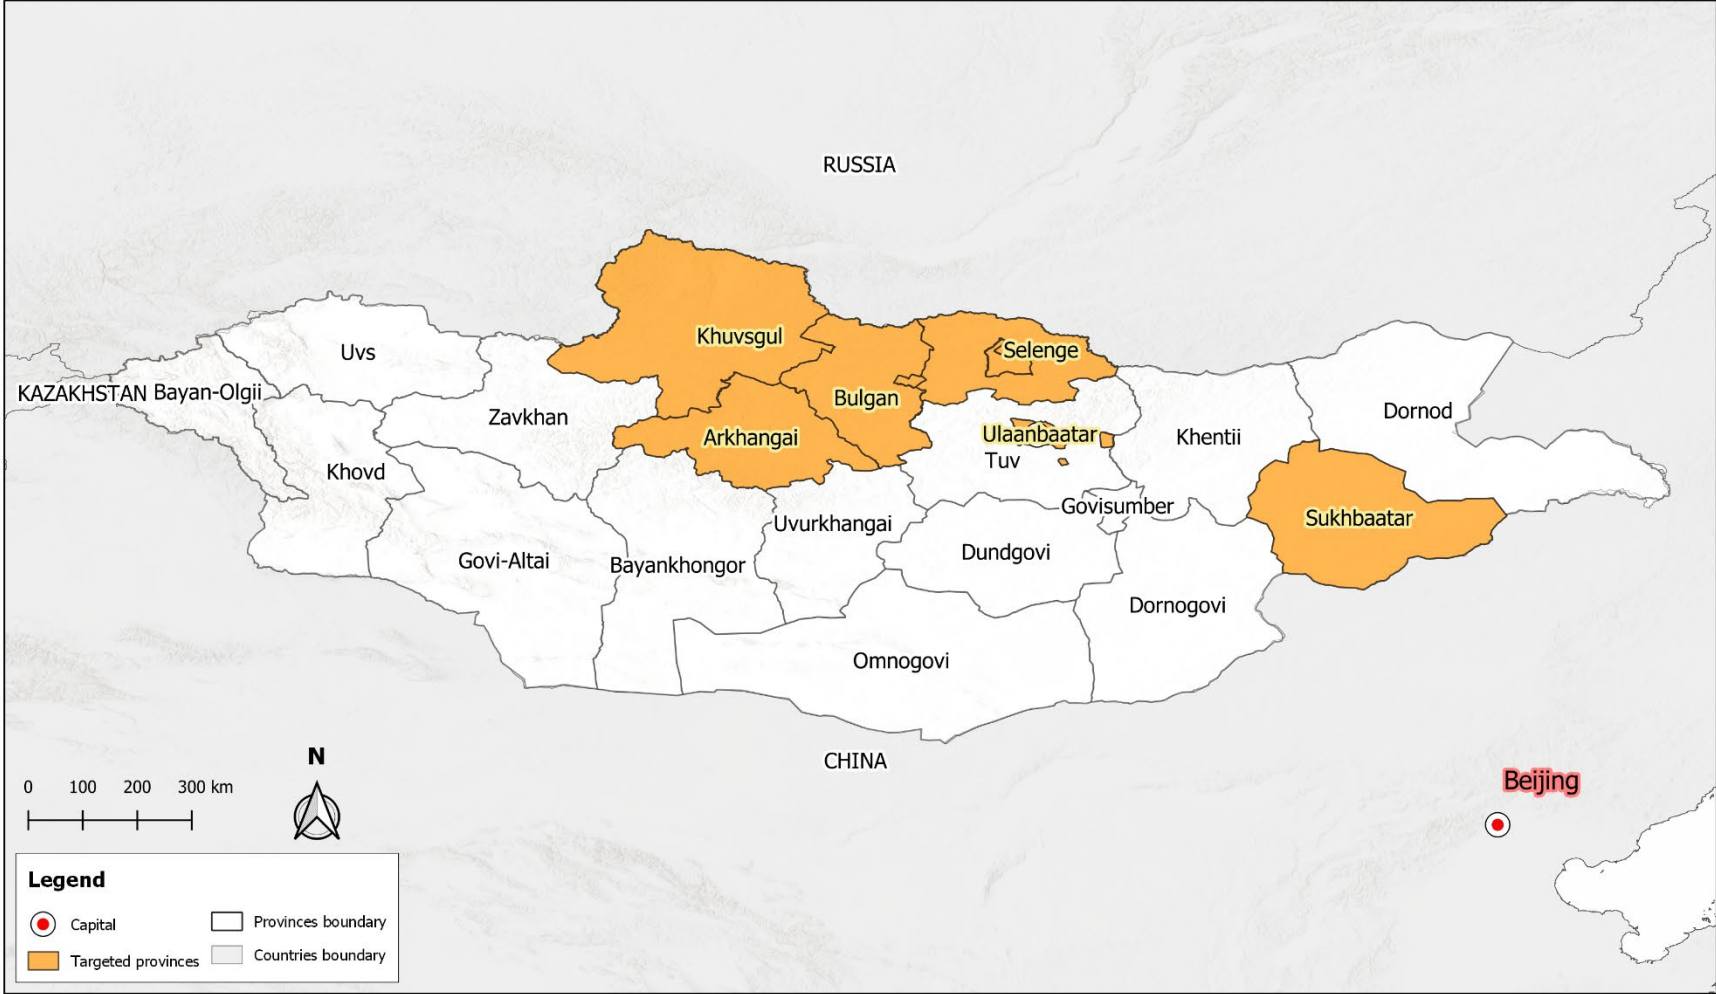 RUSSIA
Khuvsgul
Selenge
Uvs
KAZAKHSTAN
Bayan-Olgii
Bulgan
Zavkhan
Dornod
Arkhangai
Ulaanbaatar
Khentii
Tuv
Khovd
Govisumber
Sukhbaatar
Uvurkhangai
Dundgovi
Govi-Altai
Bayankhongor
Dornogovi
Omnogovi
CHINA
N
Beijing
0 100 200 300 km
Legend
Capital
Provinces boundary
Targeted provinces
Countries boundary